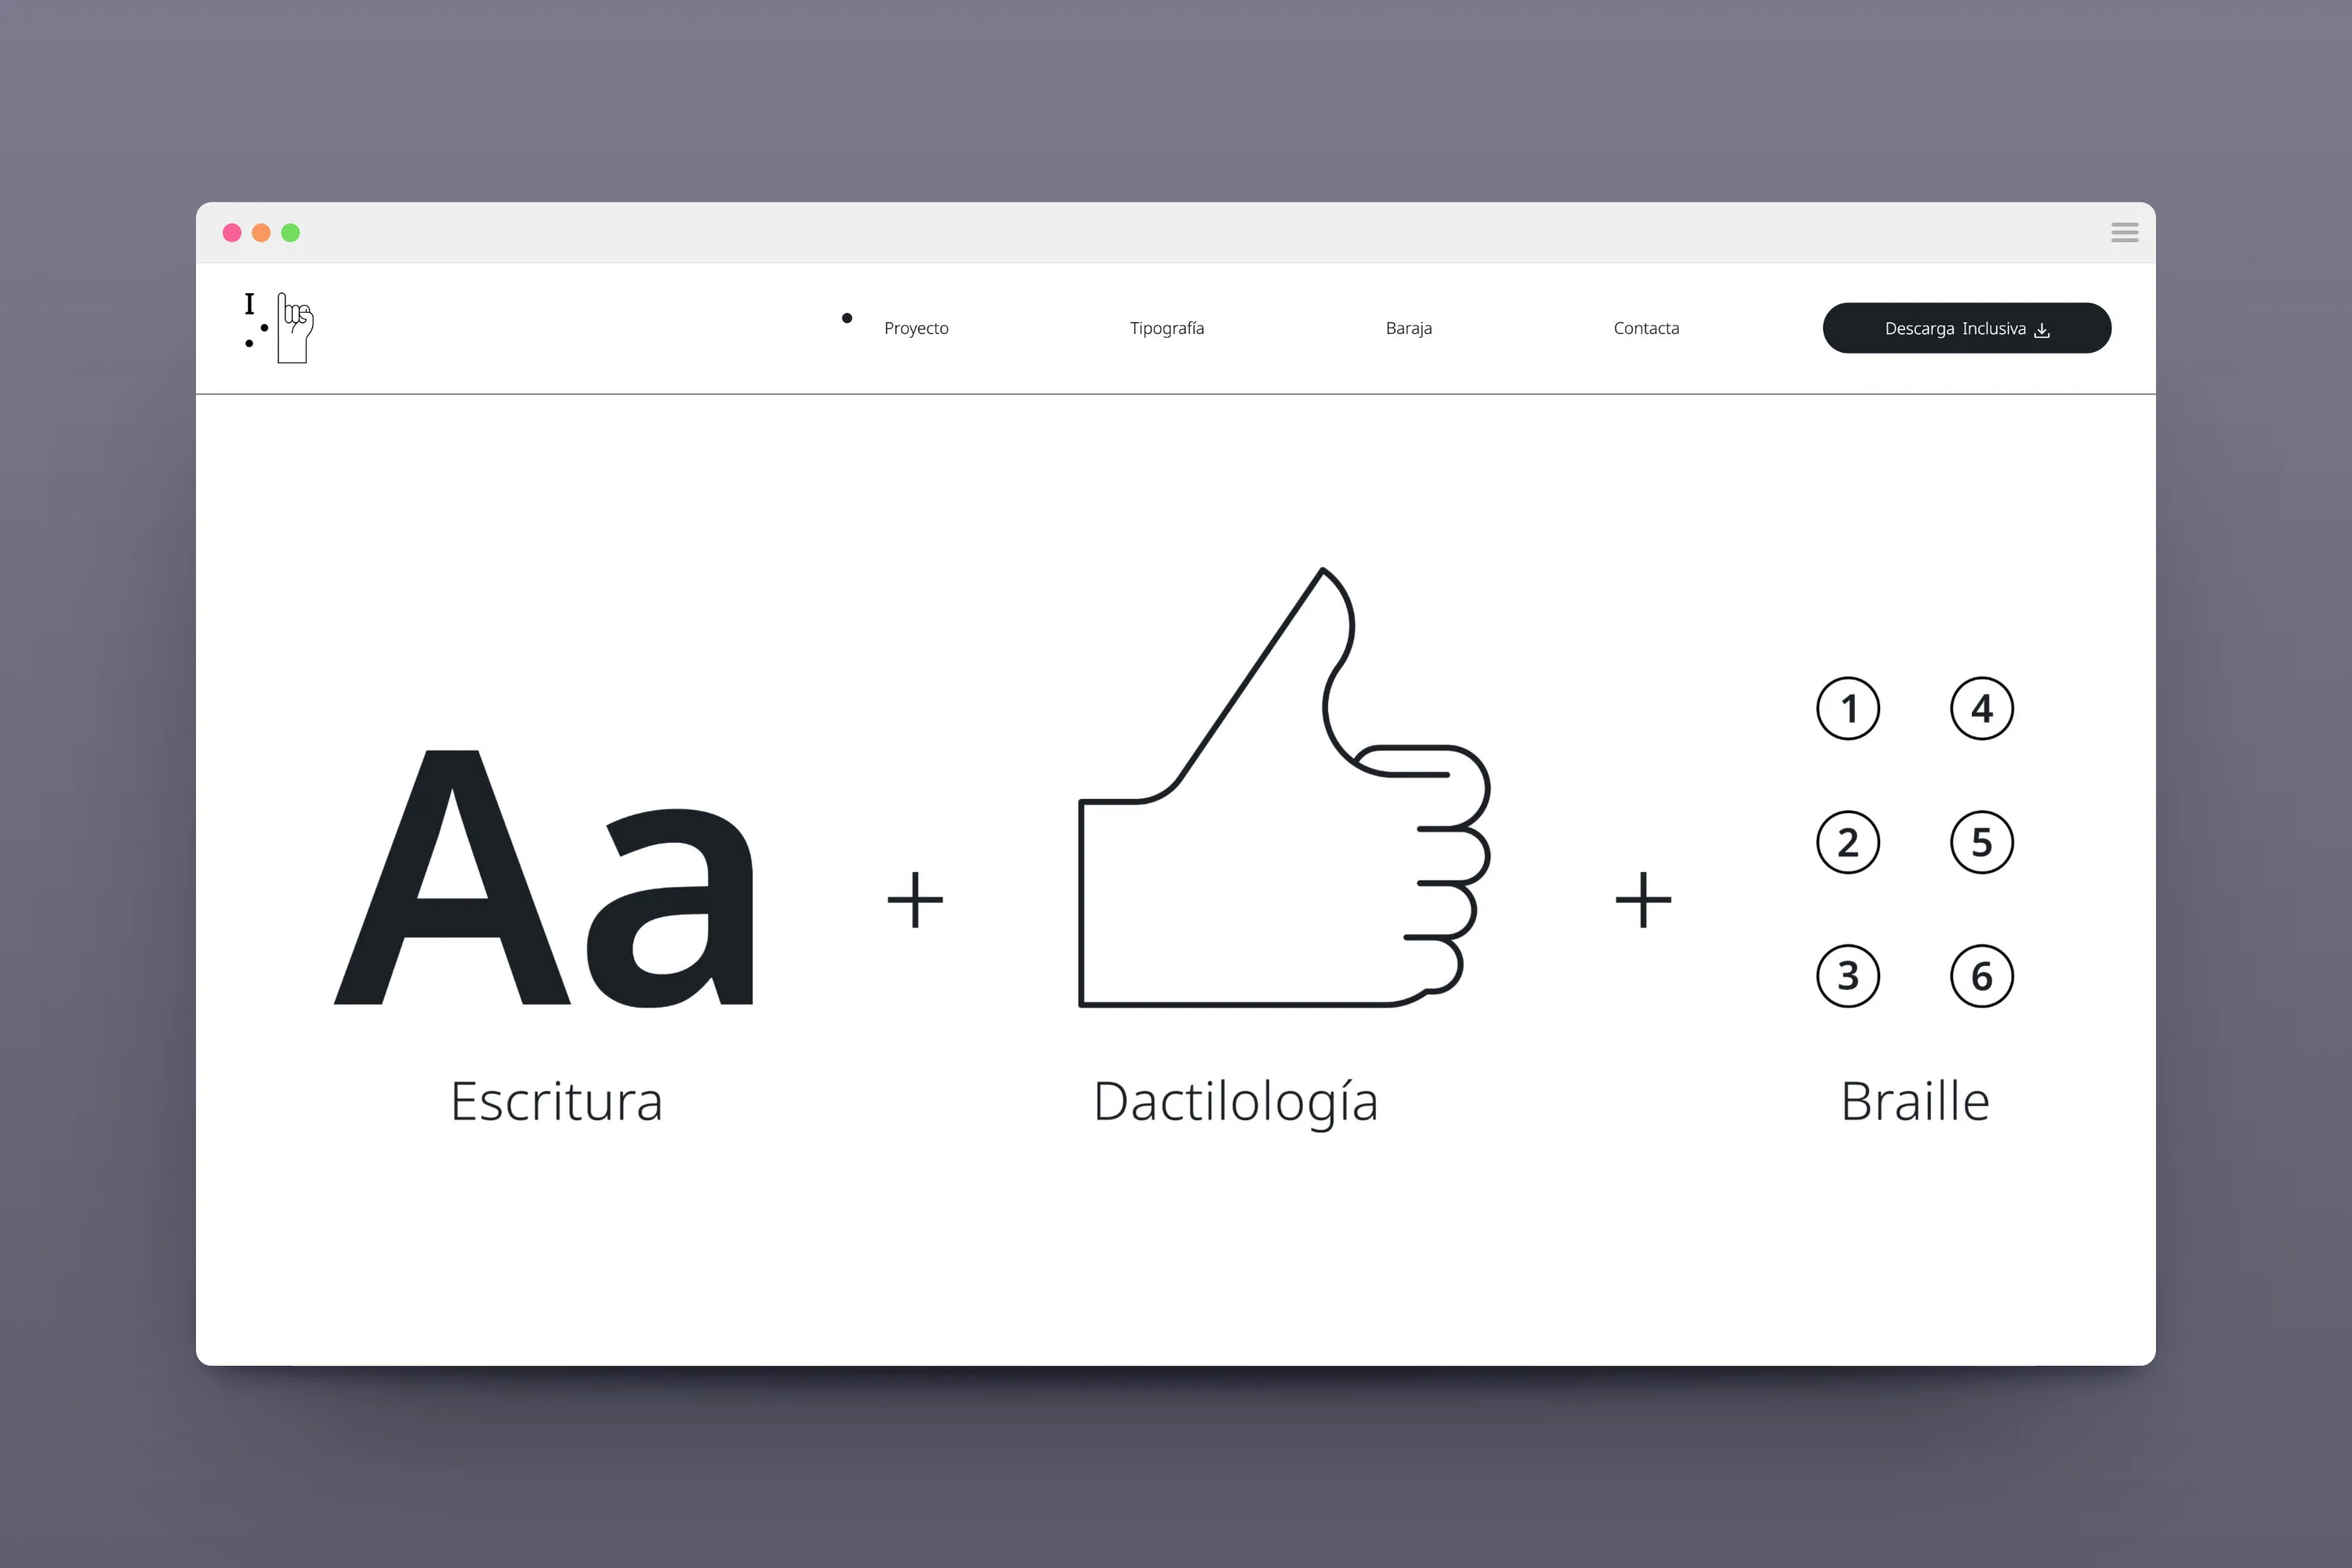 I
Proyecto
Tipografía
Baraja
Contacta
Descarga Inclusiva
Aa
+
+
1 4
2 5
3 6
Escritura
Dactilología
Braille